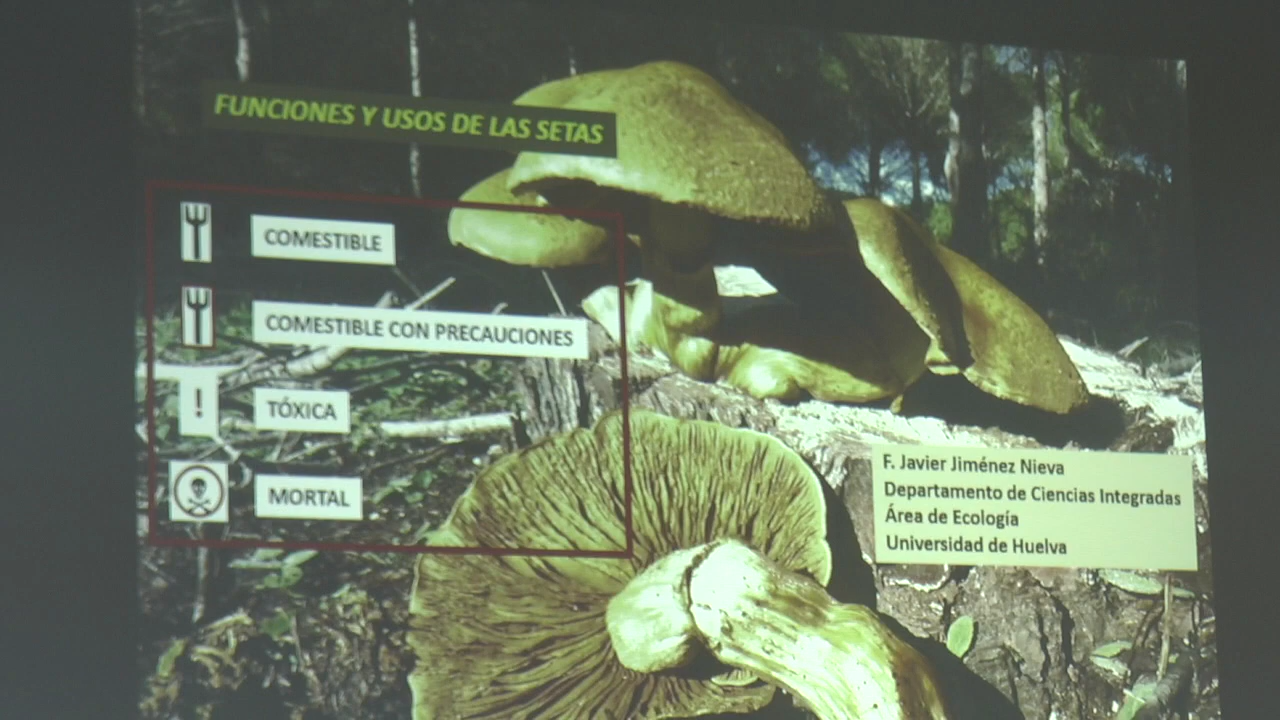 FUNCIONES Y USOS DE LAS SETAS
COMESTIBLE
COMESTIBLE CON PRECAUCIONES
!
TÓXICA
MORTAL
F. Javier Jiménez Nieva
Departamento de Ciencias Integradas
Área de Ecología
Universidad de Huelva